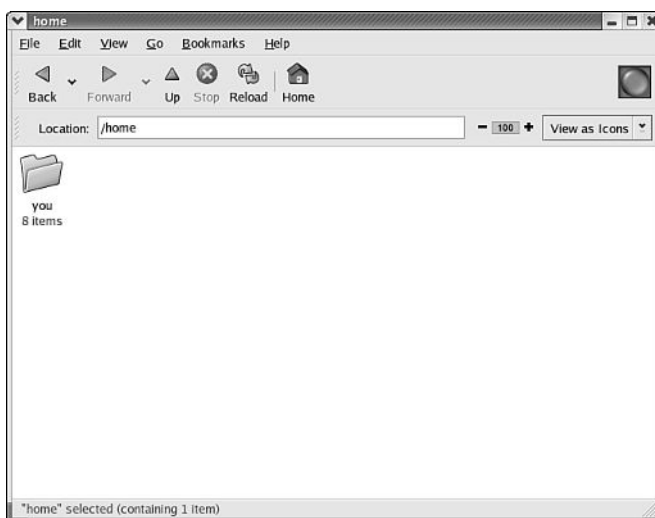 home
File Edit View Go Bookmarks Help
Back Forward Up Stop Reload Home
Location: /home 100 View as Icons
you
8 items
"home" selected (containing 1 item)